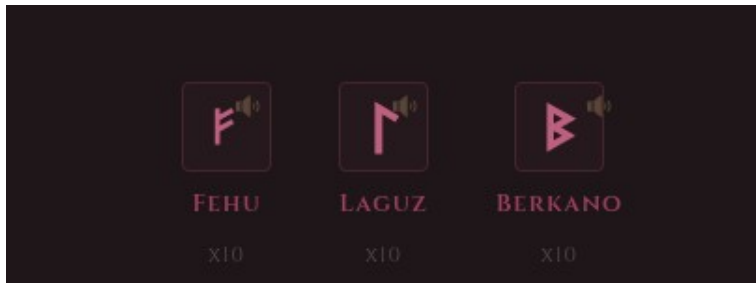 ᚠ ᛚ ᛒ
FEHU LAGUZ BERKANO
X10 X10 X10